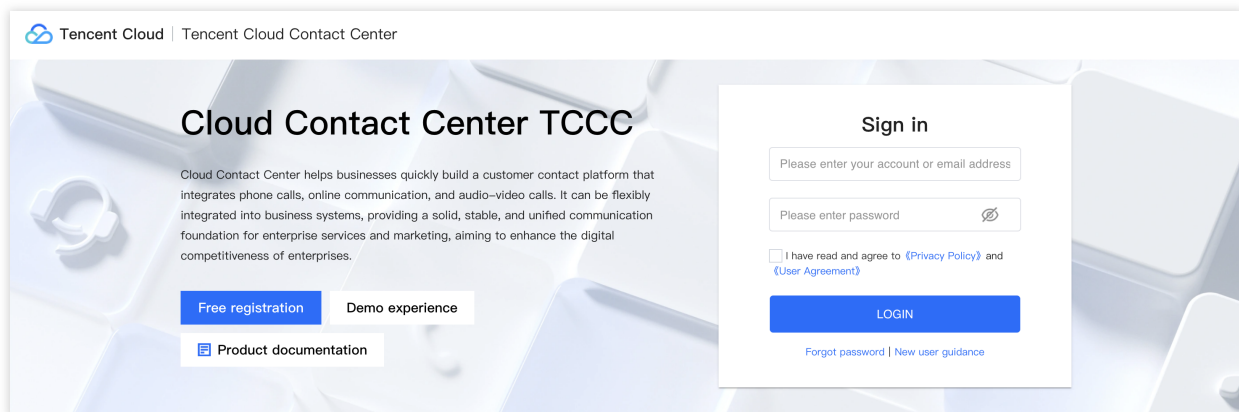 Tencent Cloud | Tencent Cloud Contact Center
Cloud Contact Center TCCC
Cloud Contact Center helps businesses quickly build a customer contact platform that
integrates phone calls, online communication, and audio-video calls. It can be flexibly
integrated into business systems, providing a solid, stable, and unified communication
foundation for enterprise services and marketing, aiming to enhance the digital
competitiveness of enterprises.
Free registration
Demo experience
Product documentation
Sign in
Please enter your account or email address
Please enter password
I have read and agree to 《Privacy Policy》 and
《User Agreement》
LOGIN
Forgot password | New user guidance